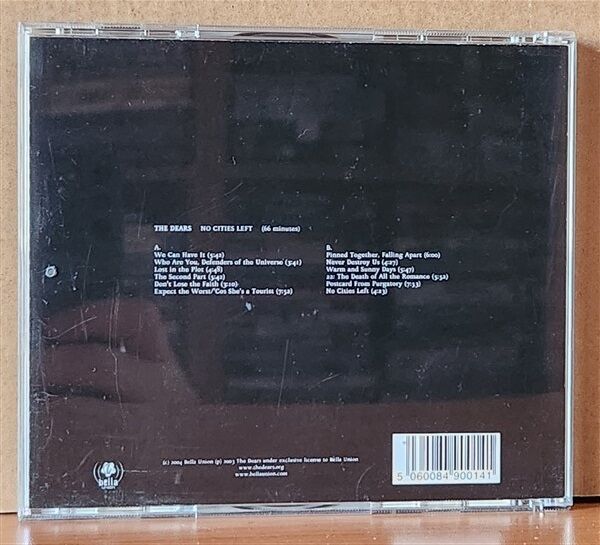 THE DEARS NO CITIES LEFT (66 minutes)
A.
We Can Have It (5:42)
Who Are You, Defenders of the Universe (3:41)
Lost in the Plot (4:48)
The Second Part (5:42)
Don't Lose the Faith (3:10)
Expect the Worst/'Cos She's a Tourist (7:52)
B.
Pinned Together, Falling Apart (6:00)
Never Destroy Us (4:27)
Warm and Sunny Days (5:47)
22: The Death of All the Romance (5:52)
Postcard From Purgatory (7:33)
No Cities Left (4:23)
(c) 2004 Bella Union (p) 2003 The Dears under exclusive license to Bella Union
www.thedears.org
www.bellaunion.com
bella
union
5 060084 900141